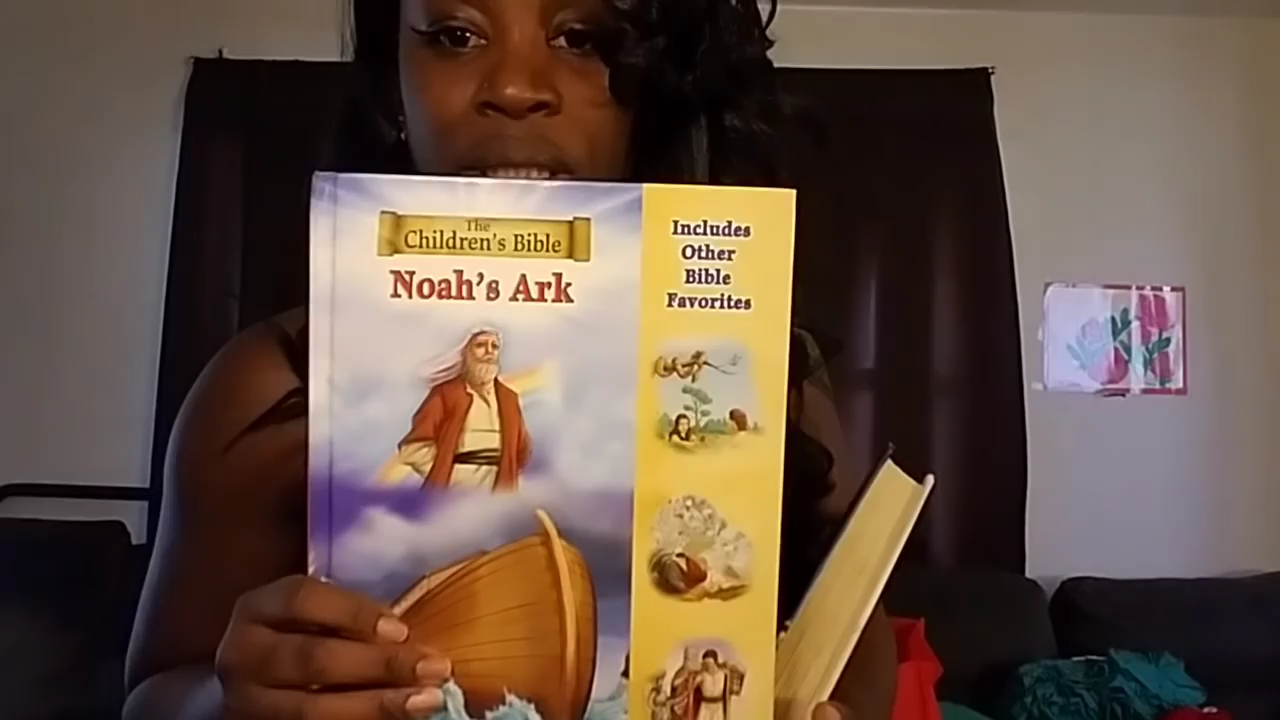 The
Children's Bible
Noah's Ark
Includes
Other
Bible
Favorites